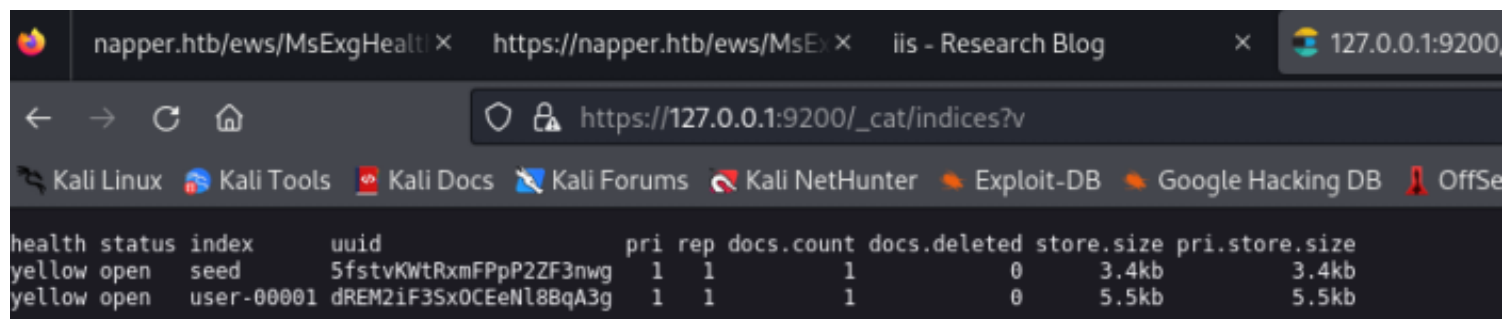 napper.htb/ews/MsExgHealt × https://napper.htb/ews/MsEx × iis - Research Blog × 127.0.0.1:9200/
https://127.0.0.1:9200/_cat/indices?v
Kali Linux Kali Tools Kali Docs Kali Forums Kali NetHunter Exploit-DB Google Hacking DB OffSe
health status index uuid pri rep docs.count docs.deleted store.size pri.store.size
yellow open seed 5fstvKWtRxmFPpP2ZF3nwg 1 1 1 0 3.4kb 3.4kb
yellow open user-00001 dREM2iF3SxOCEeNl8BqA3g 1 1 1 0 5.5kb 5.5kb